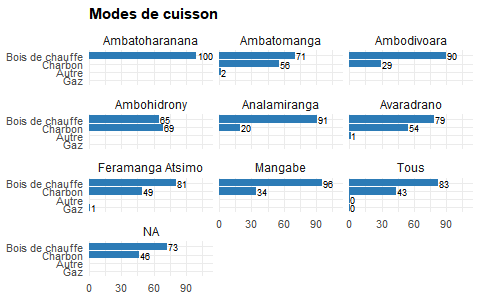 Modes de cuisson
Ambatoharanana Ambatomanga Ambodivoara
Bois de chauffe 100 71 90
Charbon 56 29
Autre 2
Gaz
Ambohidrony Analamiranga Avaradrano
Bois de chauffe 65 91 79
Charbon 69 20 54
Autre 1
Gaz
Feramanga Atsimo Mangabe Tous
Bois de chauffe 81 96 83
Charbon 49 34 43
Autre 0
Gaz 1 0
NA 0 30 60 90 0 30 60 90
Bois de chauffe 73
Charbon 46
Autre
Gaz
0 30 60 90